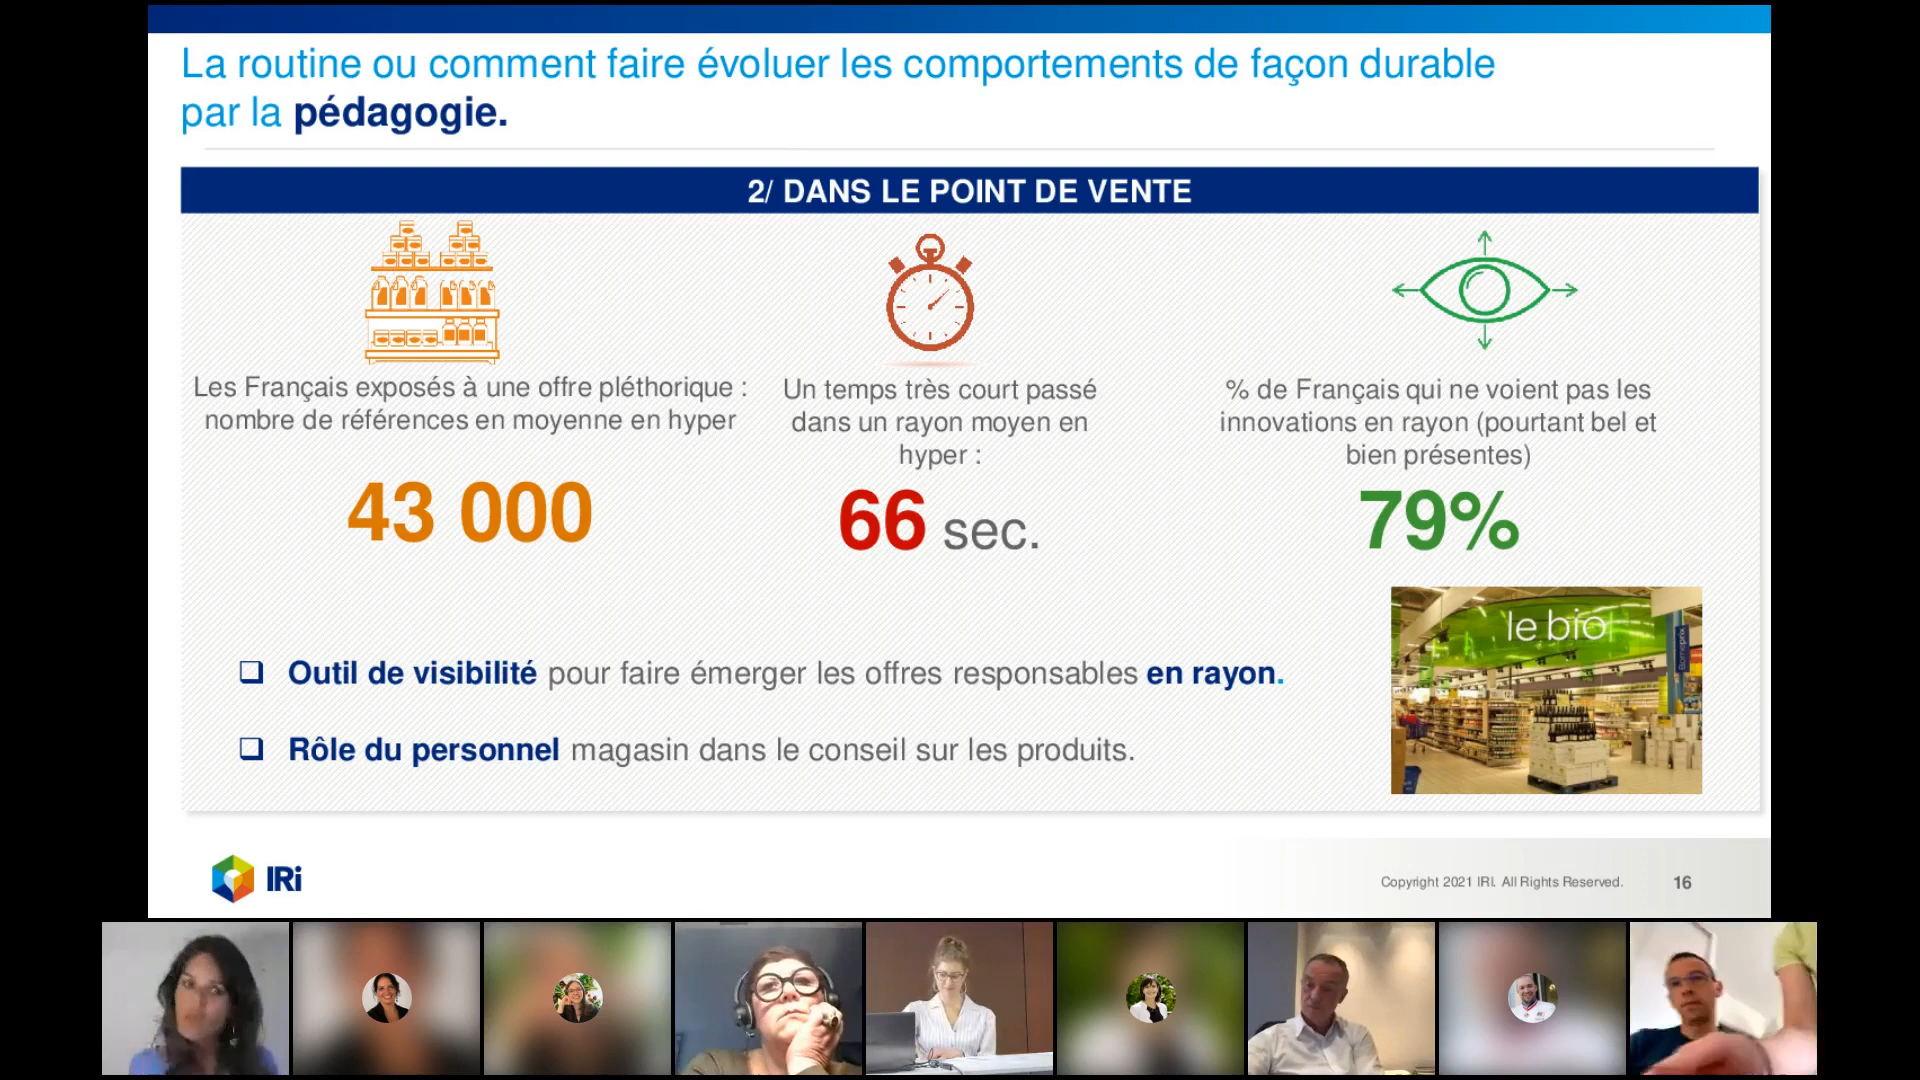 La routine ou comment faire évoluer les comportements de façon durable
par la pédagogie.
2/ DANS LE POINT DE VENTE
Les Français exposés à une offre pléthorique :
nombre de références en moyenne en hyper
43 000
Un temps très court passé
dans un rayon moyen en
hyper :
66 sec.
% de Français qui ne voient pas les
innovations en rayon (pourtant bel et
bien présentes)
79%
Outil de visibilité pour faire émerger les offres responsables en rayon.
Rôle du personnel magasin dans le conseil sur les produits.
le bio
IRi
Copyright 2021 IRI. All Rights Reserved.
16